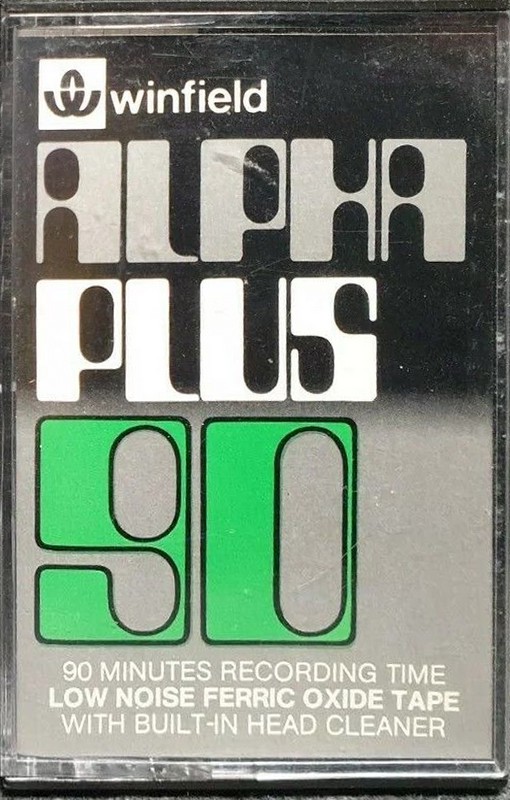 winfield
ALPHA
PLUS
90
90 MINUTES RECORDING TIME
LOW NOISE FERRIC OXIDE TAPE
WITH BUILT-IN HEAD CLEANER